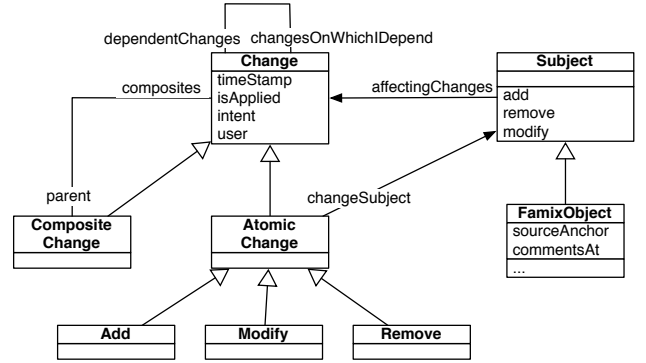 dependentChanges
changesOnWhichIDepend
Change
timeStamp
isApplied
intent
user
composites
affectingChanges
Subject
add
remove
modify
parent
changeSubject
Composite
Change
Atomic
Change
FamixObject
sourceAnchor
commentsAt
...
Add
Modify
Remove